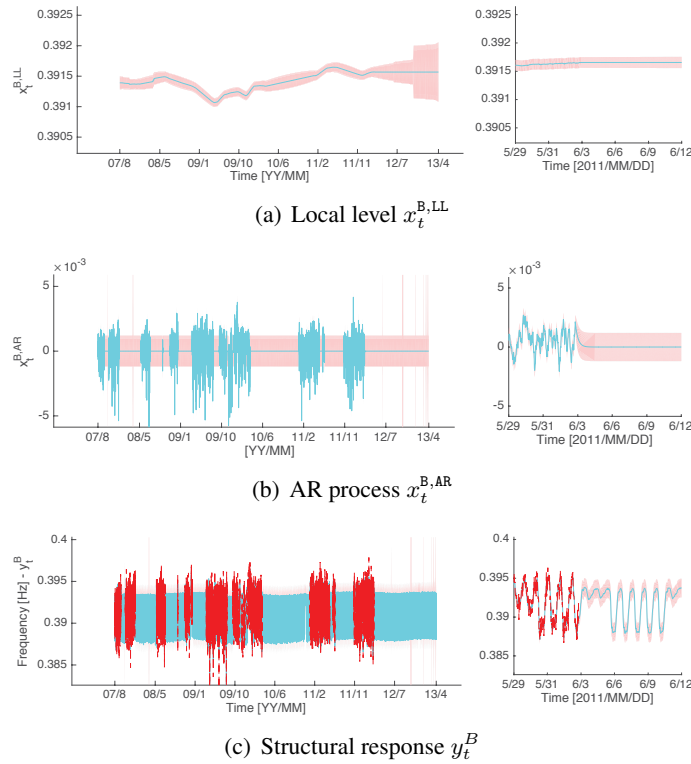 0.3925
0.392
0.3915
0.391
0.3905
x_t^{B,LL}
07/8 08/5 09/1 09/10 10/6 11/2 11/11 12/7 13/4
Time [YY/MM]
0.3925
0.392
0.3915
0.391
0.3905
5/29 5/31 6/3 6/6 6/9 6/12
Time [2011/MM/DD]
(a) Local level x_t^{B,LL}
× 10^{-3}
5
0
-5
x_t^{B,AR}
07/8 08/5 09/1 09/10 10/6 11/2 11/11 12/7 13/4
[YY/MM]
× 10^{-3}
5
0
-5
5/29 5/31 6/3 6/6 6/9 6/12
Time [2011/MM/DD]
(b) AR process x_t^{B,AR}
0.4
0.395
0.39
0.385
Frequency [Hz] - y_t^B
07/8 08/5 09/1 09/10 10/6 11/2 11/11 12/7 13/4
Time [YY/MM]
0.4
0.395
0.39
0.385
5/29 5/31 6/3 6/6 6/9 6/12
Time [2011/MM/DD]
(c) Structural response y_t^B